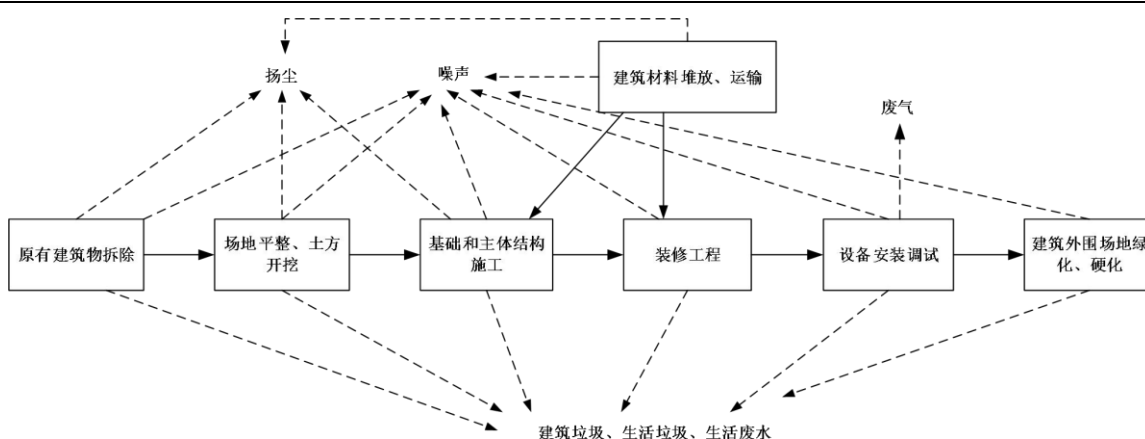 建筑材料堆放、运输
扬尘
噪声
废气
原有建筑物拆除
场地平整、土方
开挖
基础和主体结构
施工
装修工程
设备安装调试
建筑外围场地绿
化、硬化
建筑垃圾、生活垃圾、生活废水